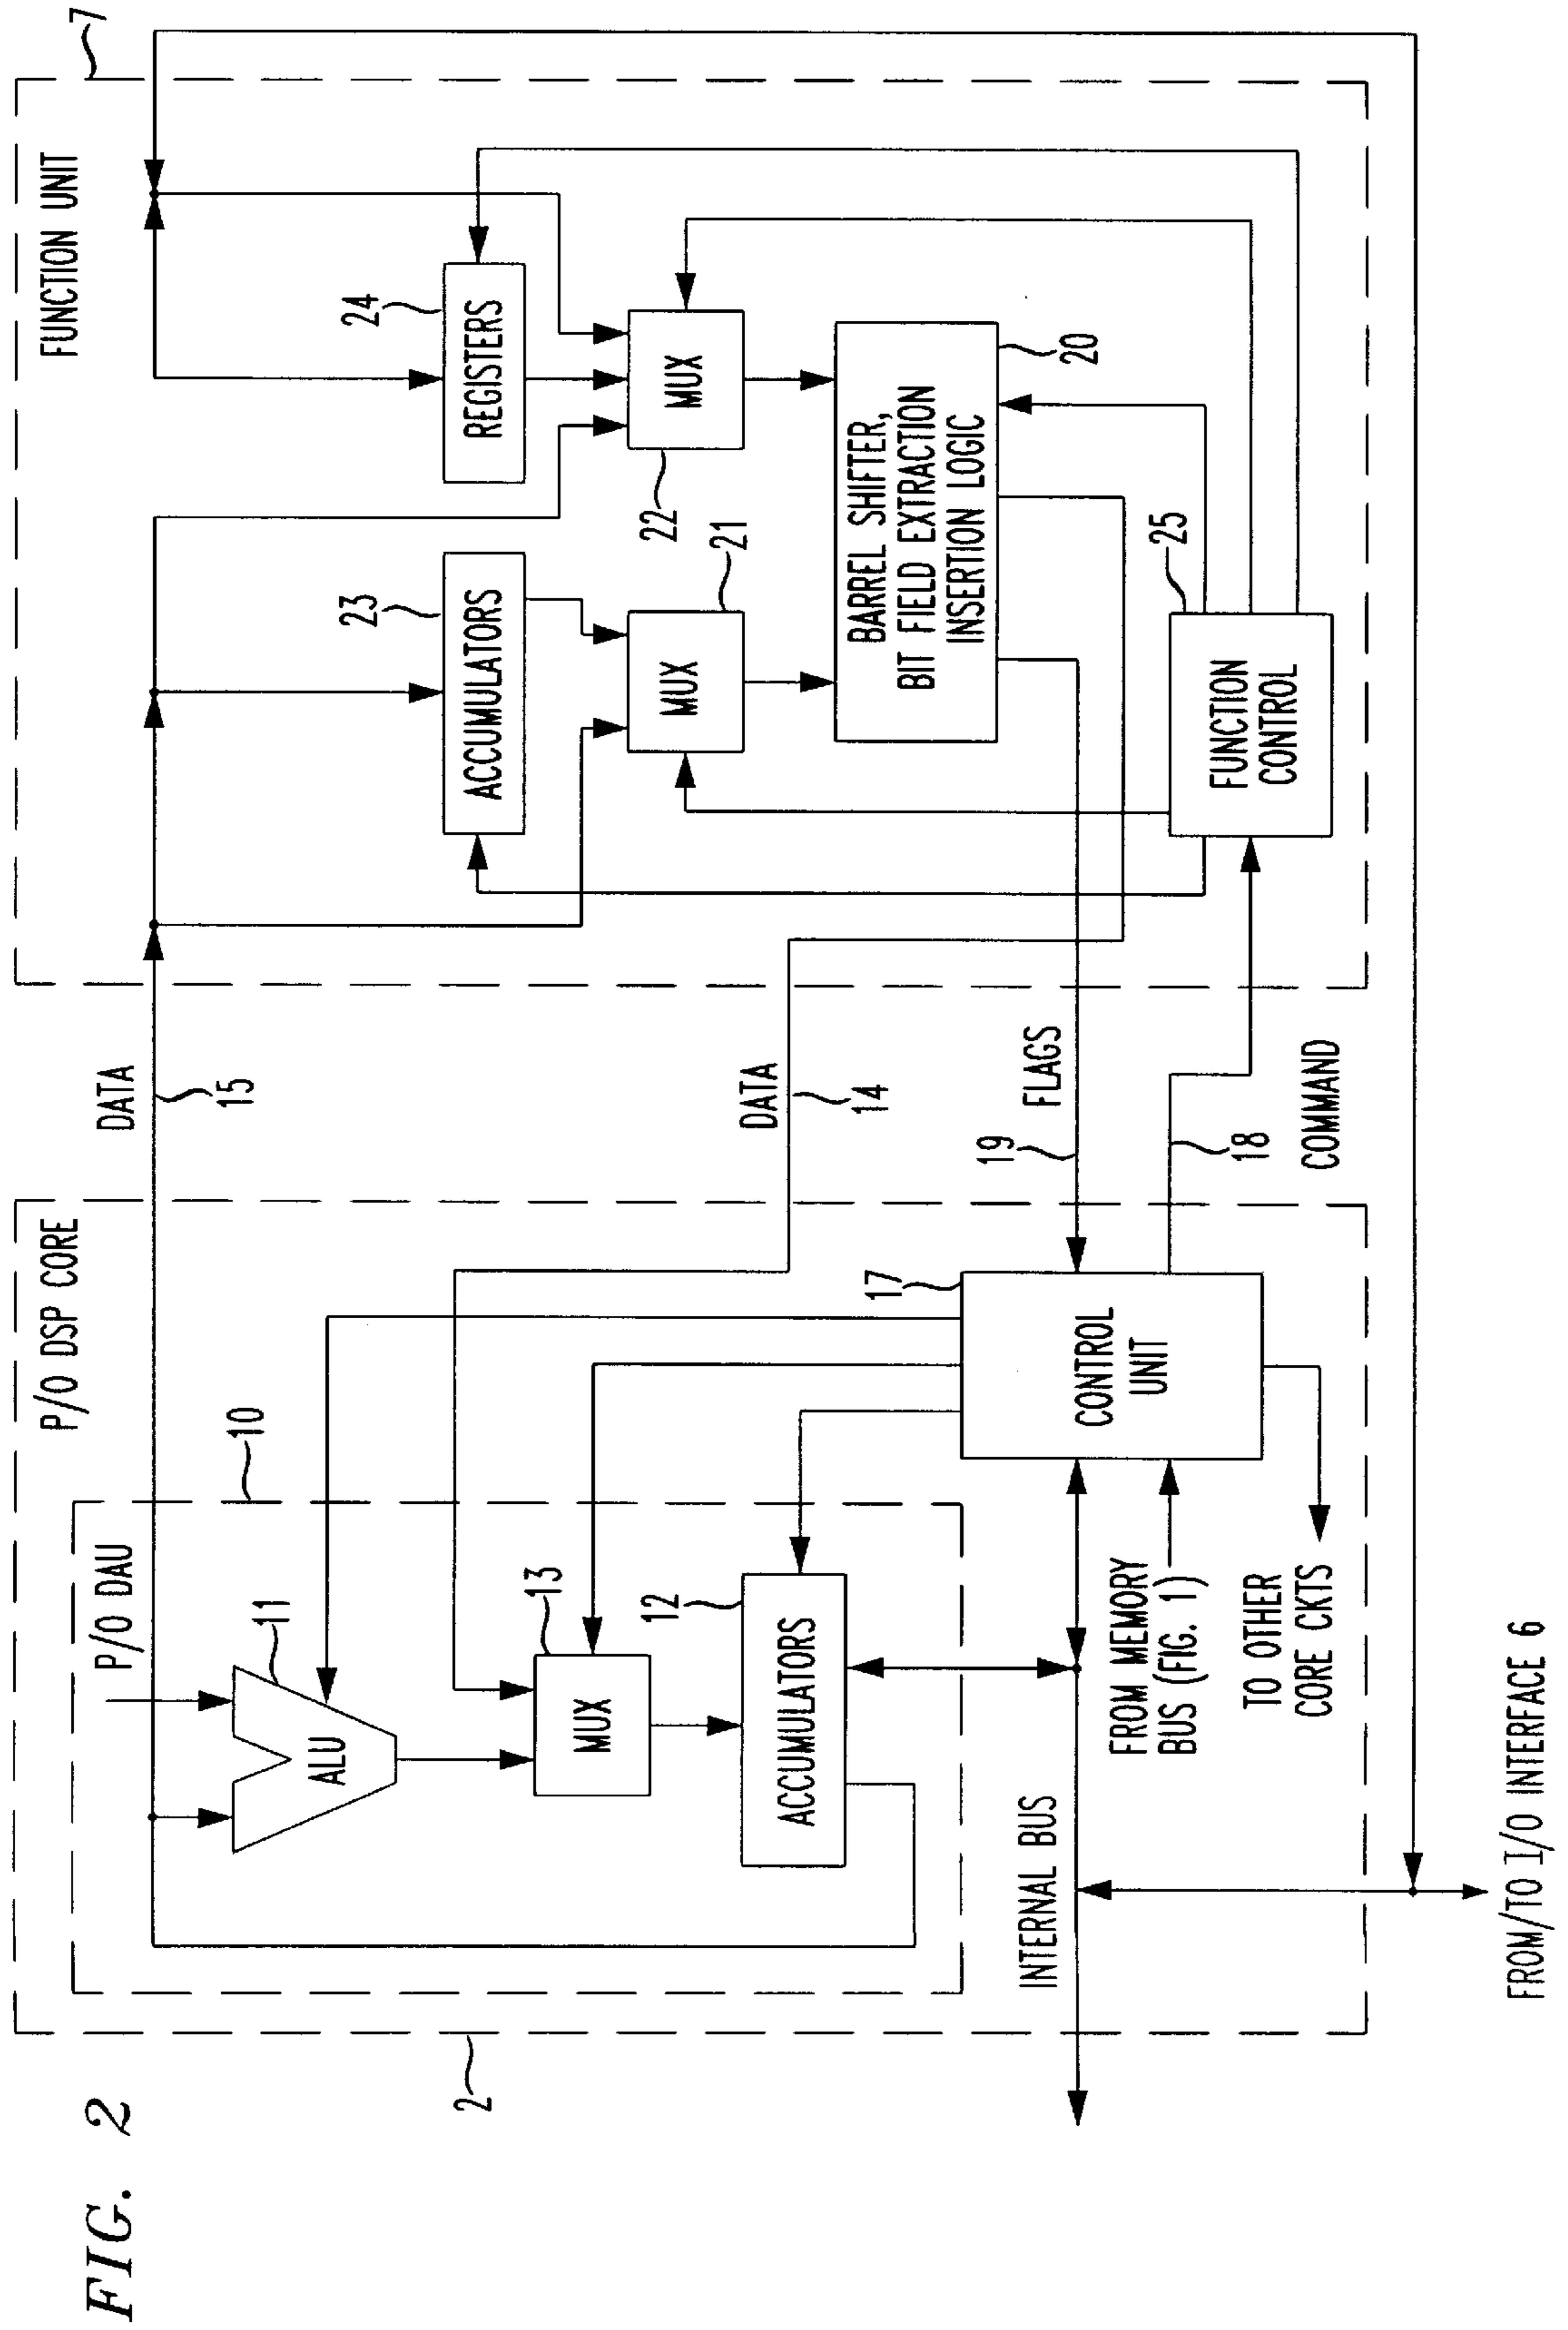 FIG. 2
2
P/O DSP CORE
P/O DAU
10
11
ALU
13
MUX
12
ACCUMULATORS
17
CONTROL
UNIT
INTERNAL BUS
FROM MEMORY
BUS (FIG. 1)
TO OTHER
CORE CKTS
FROM/TO I/O INTERFACE 6
DATA
15
DATA
14
19
FLAGS
18
COMMAND
7
FUNCTION UNIT
23
ACCUMULATORS
24
REGISTERS
21
MUX
22
MUX
BARREL SHIFTER,
BIT FIELD EXTRACTION
INSERTION LOGIC
20
25
FUNCTION
CONTROL